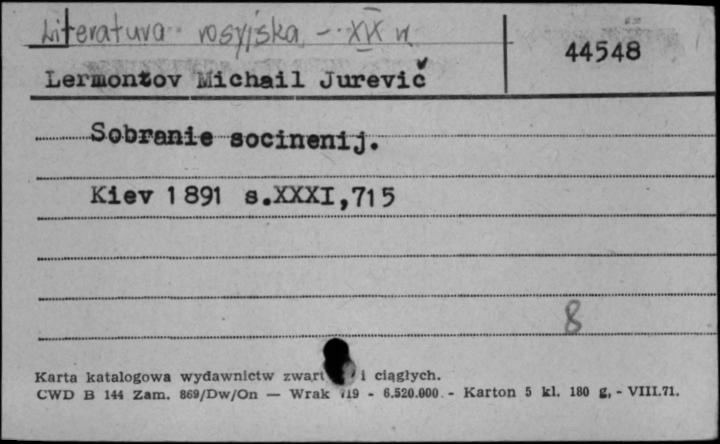 Literatura rosyjska - XIX w.
44548
Lermontov Michail Jurevič
Sobranie socinenij.
Kiev 1891 s.XXXI,715
8
Karta katalogowa wydawnictw zwart i ciągłych.
CWD B 144 Zam. 869/Dw/On — Wrak 719 - 6.520.000 - Karton 5 kl. 180 g, - VIII.71.